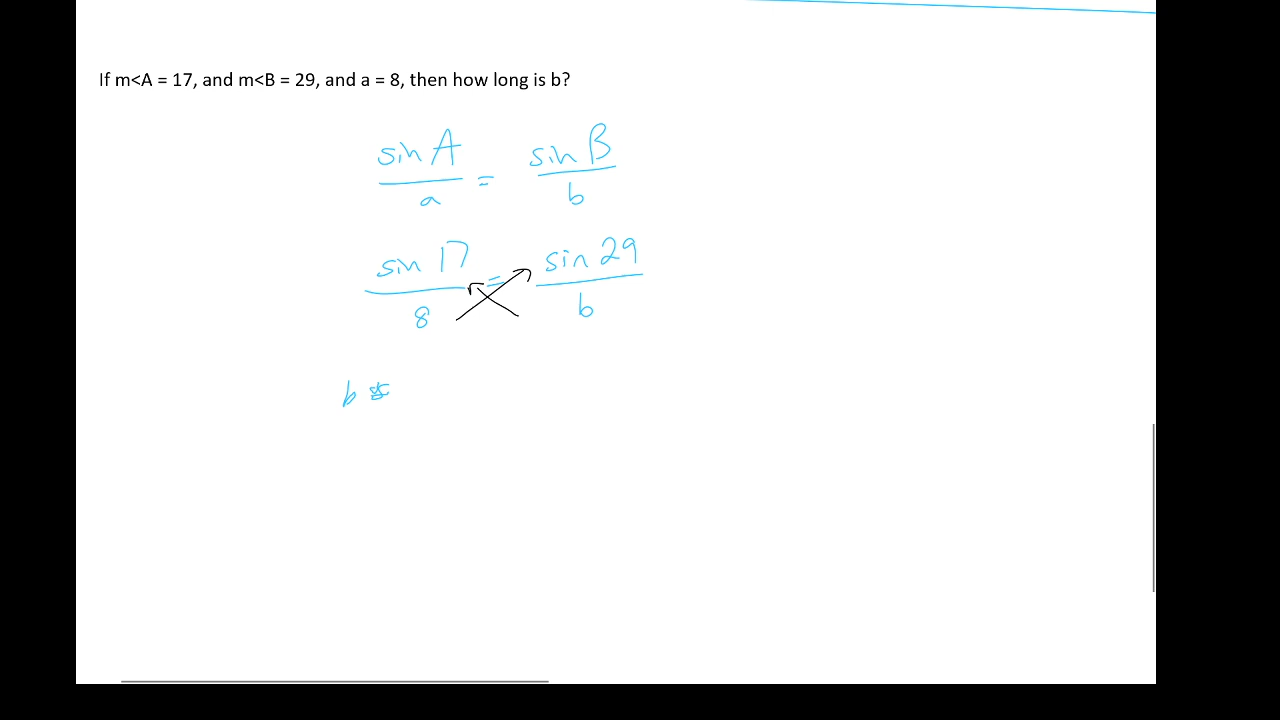 If m<A = 17, and m<B = 29, and a = 8, then how long is b?
sin A = sin B
a b
sin 17 = sin 29
8 b
b